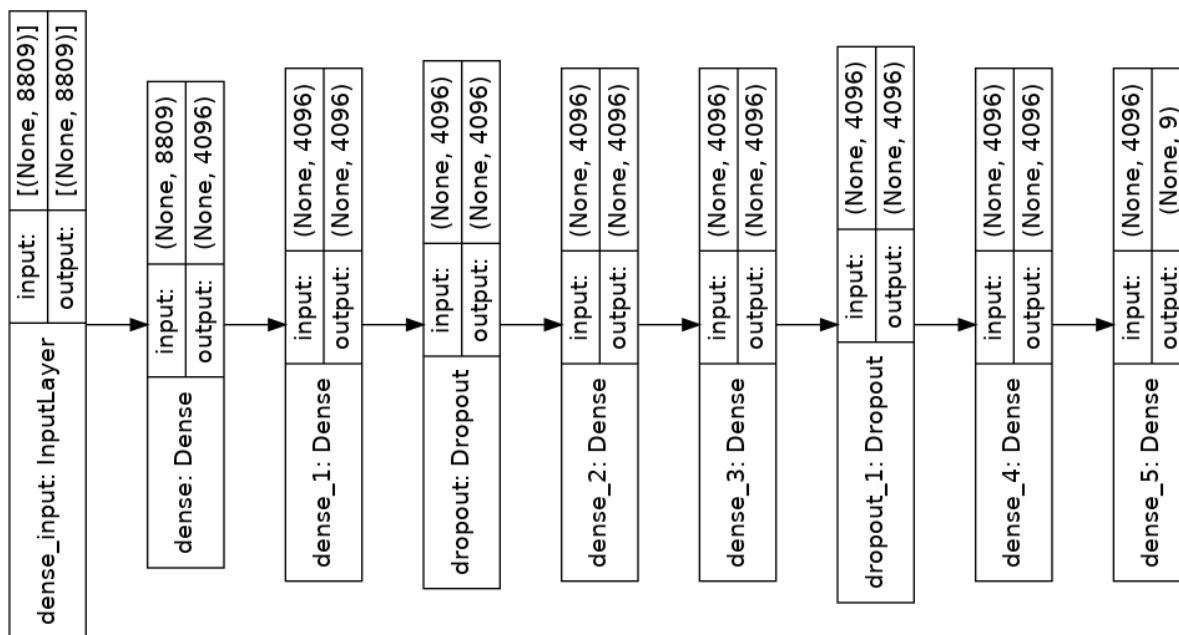 dense_input: InputLayer
input:
[(None, 8809)]
output:
[(None, 8809)]
dense: Dense
input:
(None, 8809)
output:
(None, 4096)
dense_1: Dense
input:
(None, 4096)
output:
(None, 4096)
dropout: Dropout
input:
(None, 4096)
output:
(None, 4096)
dense_2: Dense
input:
(None, 4096)
output:
(None, 4096)
dense_3: Dense
input:
(None, 4096)
output:
(None, 4096)
dropout_1: Dropout
input:
(None, 4096)
output:
(None, 4096)
dense_4: Dense
input:
(None, 4096)
output:
(None, 4096)
dense_5: Dense
input:
(None, 4096)
output:
(None, 9)